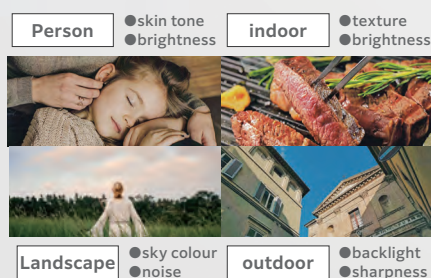 Person
●skin tone
●brightness
indoor
●texture
●brightness
Landscape
●sky colour
●noise
outdoor
●backlight
●sharpness